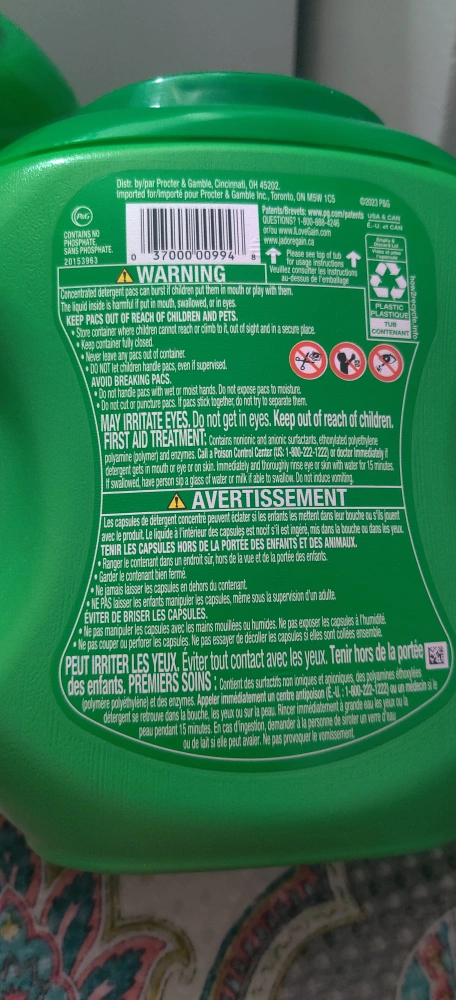 Distr. by/par Procter & Gamble, Cincinnati, OH 45202.
Imported for/importé pour Procter & Gamble Inc., Toronto, ON M5W 1C5
©2023 P&G
P&G
CONTAINS NO
PHOSPHATE.
SANS PHOSPHATE.
20153963
0 37000 00994 8
Patents/Brevets: www.pg.com/patents
QUESTIONS? 1-800-888-4246
or/ou www.iLoveGain.com
www.jadoregain.ca
Please see top of tub
for usage instructions
Veuillez consulter les instructions
au-dessus de l'emballage
USA & CAN
É.-U. et CAN
Empty &
Replace Cap
PLASTIC
PLASTIQUE
TUB
CONTENANT
how2recycle.info
WARNING
Concentrated detergent pacs can burst if children put them in mouth or play with them.
The liquid inside is harmful if put in mouth, swallowed, or in eyes.
KEEP PACS OUT OF REACH OF CHILDREN AND PETS.
• Store container where children cannot reach or climb to it, out of sight and in a secure place.
• Keep container fully closed.
• Never leave any pacs out of container.
• DO NOT let children handle pacs, even if supervised.
AVOID BREAKING PACS.
• Do not handle pacs with wet or moist hands. Do not expose pacs to moisture.
• Do not cut or puncture pacs. If pacs stick together, do not try to separate them.
MAY IRRITATE EYES. Do not get in eyes. Keep out of reach of children.
FIRST AID TREATMENT: Contains nonionic and anionic surfactants, ethoxylated polyethylene
polyamine (polymer) and enzymes. Call a Poison Control Center (US: 1-800-222-1222) or doctor immediately if
detergent gets in mouth or eye or on skin. Immediately and thoroughly rinse eye or skin with water for 15 minutes.
If swallowed, have person sip a glass of water or milk if able to swallow. Do not induce vomiting.
AVERTISSEMENT
Les capsules de détergent concentré peuvent éclater si les enfants les mettent dans leur bouche ou s'ils jouent
avec le produit. Le liquide à l'intérieur des capsules est nocif s'il est ingéré, mis dans la bouche ou dans les yeux.
TENIR LES CAPSULES HORS DE LA PORTÉE DES ENFANTS ET DES ANIMAUX.
• Ranger le contenant dans un endroit sûr, hors de la vue et de la portée des enfants.
• Garder le contenant bien fermé.
• Ne jamais laisser les capsules en dehors du contenant.
• NE PAS laisser les enfants manipuler les capsules, même sous la supervision d'un adulte.
ÉVITER DE BRISER LES CAPSULES.
• Ne pas manipuler les capsules avec les mains mouillées ou humides. Ne pas exposer les capsules à l'humidité.
• Ne pas couper ou perforer les capsules. Ne pas essayer de décoller les capsules si elles sont collées ensemble.
PEUT IRRITER LES YEUX. Éviter tout contact avec les yeux. Tenir hors de la portée
des enfants. PREMIERS SOINS : Contient des surfactifs non ioniques et anioniques, des polyamines éthoxylées
(polymère polyéthylène) et des enzymes. Appeler immédiatement un centre antipoison (É.-U. : 1-800-222-1222) ou un médecin si le
détergent se retrouve dans la bouche, les yeux ou sur la peau. Rincer immédiatement à grande eau les yeux ou la
peau pendant 15 minutes. En cas d'ingestion, demander à la personne de siroter un verre d'eau
ou de lait si elle peut avaler. Ne pas provoquer le vomissement.